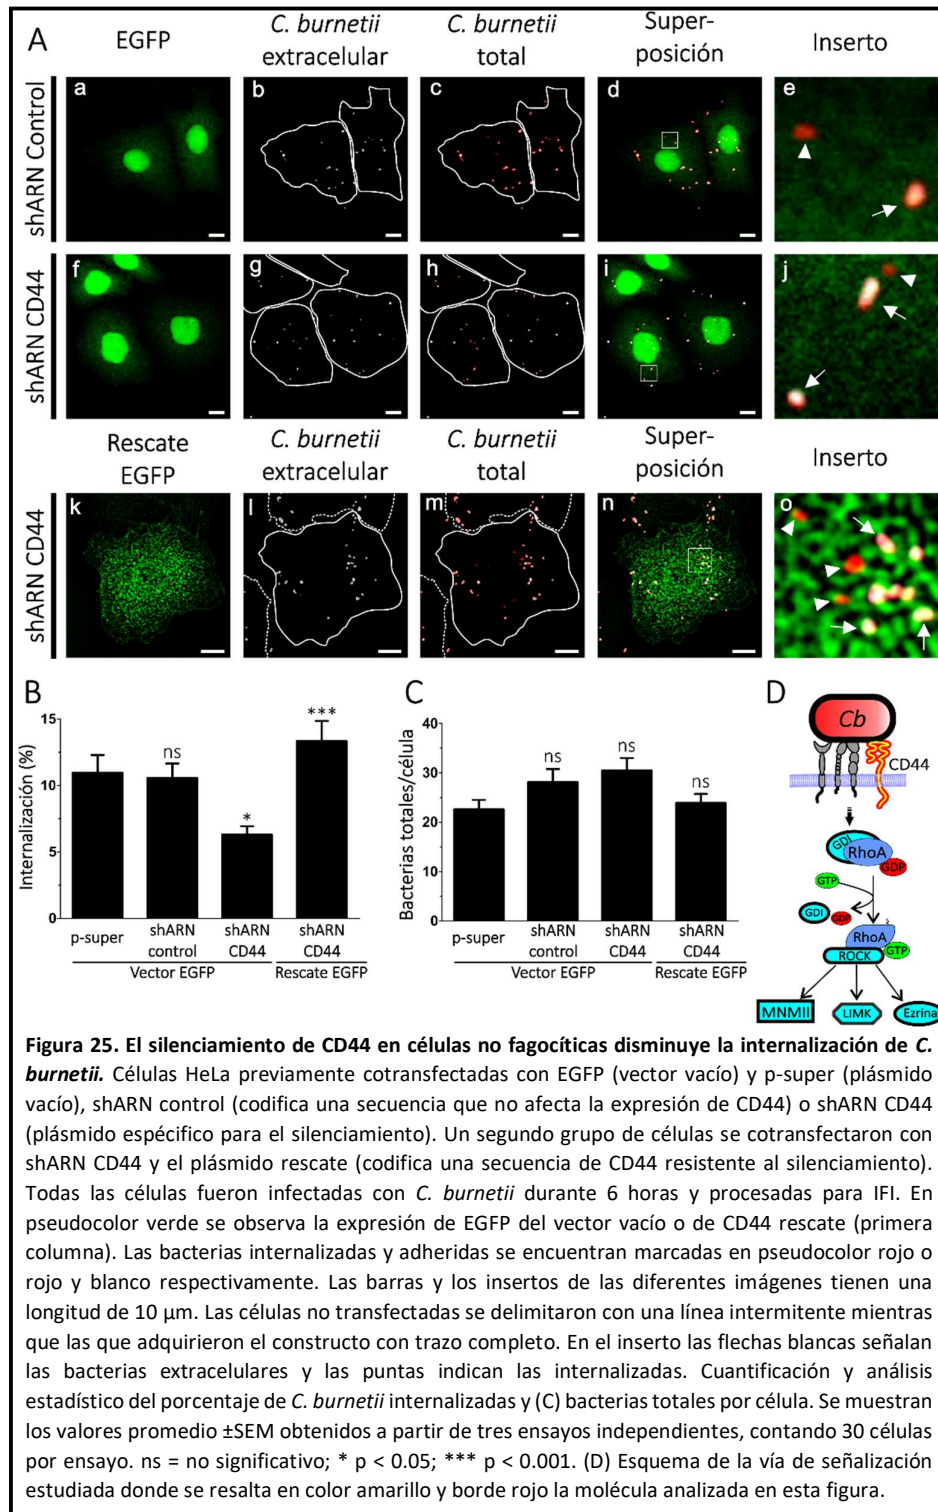 A
EGFP
C. burnetii
extracelular
C. burnetii
total
Super-
posición
Inserto
shARN Control
a
b
c
d
e
shARN CD44
f
g
h
i
j
Rescate
EGFP
C. burnetii
extracelular
C. burnetii
total
Super-
posición
Inserto
shARN CD44
k
l
m
n
o
B
Internalización (%)
15
10
5
0
ns
*
***
p-super
shARN
control
shARN
CD44
shARN
CD44
Vector EGFP
Rescate EGFP
C
Bacterias totales/célula
40
30
20
10
0
ns
ns
ns
p-super
shARN
control
shARN
CD44
shARN
CD44
Vector EGFP
Rescate EGFP
D
Cb
CD44
GDI
RhoA
GDP
GTP
GDI
GDP
RhoA
ROCK
GTP
MNMII
LIMK
Ezrina
Figura 25. El silenciamiento de CD44 en células no fagocíticas disminuye la internalización de C.
burnetii. Células HeLa previamente cotransfectadas con EGFP (vector vacío) y p-super (plásmido
vacío), shARN control (codifica una secuencia que no afecta la expresión de CD44) o shARN CD44
(plásmido espécifico para el silenciamiento). Un segundo grupo de células se cotransfectaron con
shARN CD44 y el plásmido rescate (codifica una secuencia de CD44 resistente al silenciamiento).
Todas las células fueron infectadas con C. burnetii durante 6 horas y procesadas para IFI. En
pseudocolor verde se observa la expresión de EGFP del vector vacío o de CD44 rescate (primera
columna). Las bacterias internalizadas y adheridas se encuentran marcadas en pseudocolor rojo o
rojo y blanco respectivamente. Las barras y los insertos de las diferentes imágenes tienen una
longitud de 10 µm. Las células no transfectadas se delimitaron con una línea intermitente mientras
que las que adquirieron el constructo con trazo completo. En el inserto las flechas blancas señalan
las bacterias extracelulares y las puntas indican las internalizadas. Cuantificación y análisis
estadístico del porcentaje de C. burnetii internalizadas y (C) bacterias totales por célula. Se muestran
los valores promedio ±SEM obtenidos a partir de tres ensayos independientes, contando 30 células
por ensayo. ns = no significativo; * p < 0.05; *** p < 0.001. (D) Esquema de la vía de señalización
estudiada donde se resalta en color amarillo y borde rojo la molécula analizada en esta figura.